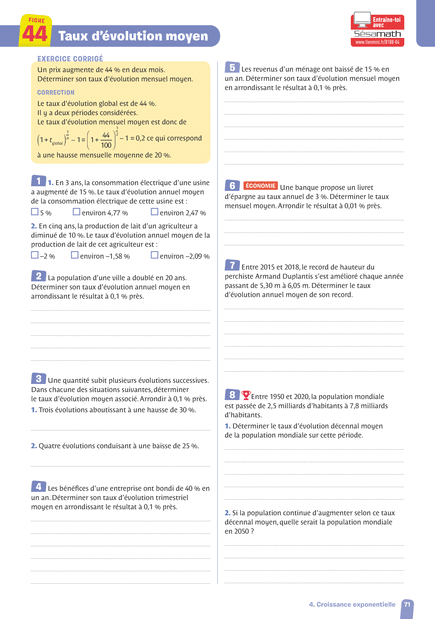 FICHE
44
Taux d'évolution moyen
Entraîne-toi
avec
Sésamath
EXERCICE CORRIGÉ
Un prix augmente de 44 % en deux mois.
Déterminer son taux d'évolution mensuel moyen.
CORRECTION
Le taux d'évolution global est de 44 %.
Il y a deux périodes considérées.
Le taux d'évolution mensuel moyen est donc de
(1 + t global)^(1/n) − 1 = (1 + 44/100)^(1/2) − 1 = 0,2 ce qui correspond
à une hausse mensuelle moyenne de 20 %.
1 1. En 3 ans, la consommation électrique d'une usine
a augmenté de 15 %. Le taux d'évolution annuel moyen
de la consommation électrique de cette usine est :
5 % environ 4,77 % environ 2,47 %
2. En cinq ans, la production de lait d'un agriculteur a
diminué de 10 %. Le taux d'évolution annuel moyen de la
production de lait de cet agriculteur est :
–2 % environ –1,58 % environ –2,09 %
2 La population d'une ville a doublé en 20 ans.
Déterminer son taux d'évolution annuel moyen en
arrondissant le résultat à 0,1 % près.
3 Une quantité subit plusieurs évolutions successives.
Dans chacune des situations suivantes, déterminer
le taux d'évolution moyen associé. Arrondir à 0,1 % près.
1. Trois évolutions aboutissant à une hausse de 30 %.
2. Quatre évolutions conduisant à une baisse de 25 %.
4 Les bénéfices d'une entreprise ont bondi de 40 % en
un an. Déterminer son taux d'évolution trimestriel
moyen en arrondissant le résultat à 0,1 % près.
5 Les revenus d'un ménage ont baissé de 15 % en
un an. Déterminer son taux d'évolution mensuel moyen
en arrondissant le résultat à 0,1 % près.
6 ÉCONOMIE Une banque propose un livret
d'épargne au taux annuel de 3 %. Déterminer le taux
mensuel moyen. Arrondir le résultat à 0,01 % près.
7 Entre 2015 et 2018, le record de hauteur du
perchiste Armand Duplantis s'est amélioré chaque année
passant de 5,30 m à 6,05 m. Déterminer le taux
d'évolution annuel moyen de son record.
8 Entre 1950 et 2020, la population mondiale
est passée de 2,5 milliards d'habitants à 7,8 milliards
d'habitants.
1. Déterminer le taux d'évolution décennal moyen
de la population mondiale sur cette période.
2. Si la population continue d'augmenter selon ce taux
décennal moyen, quelle serait la population mondiale
en 2050 ?
4. Croissance exponentielle 71